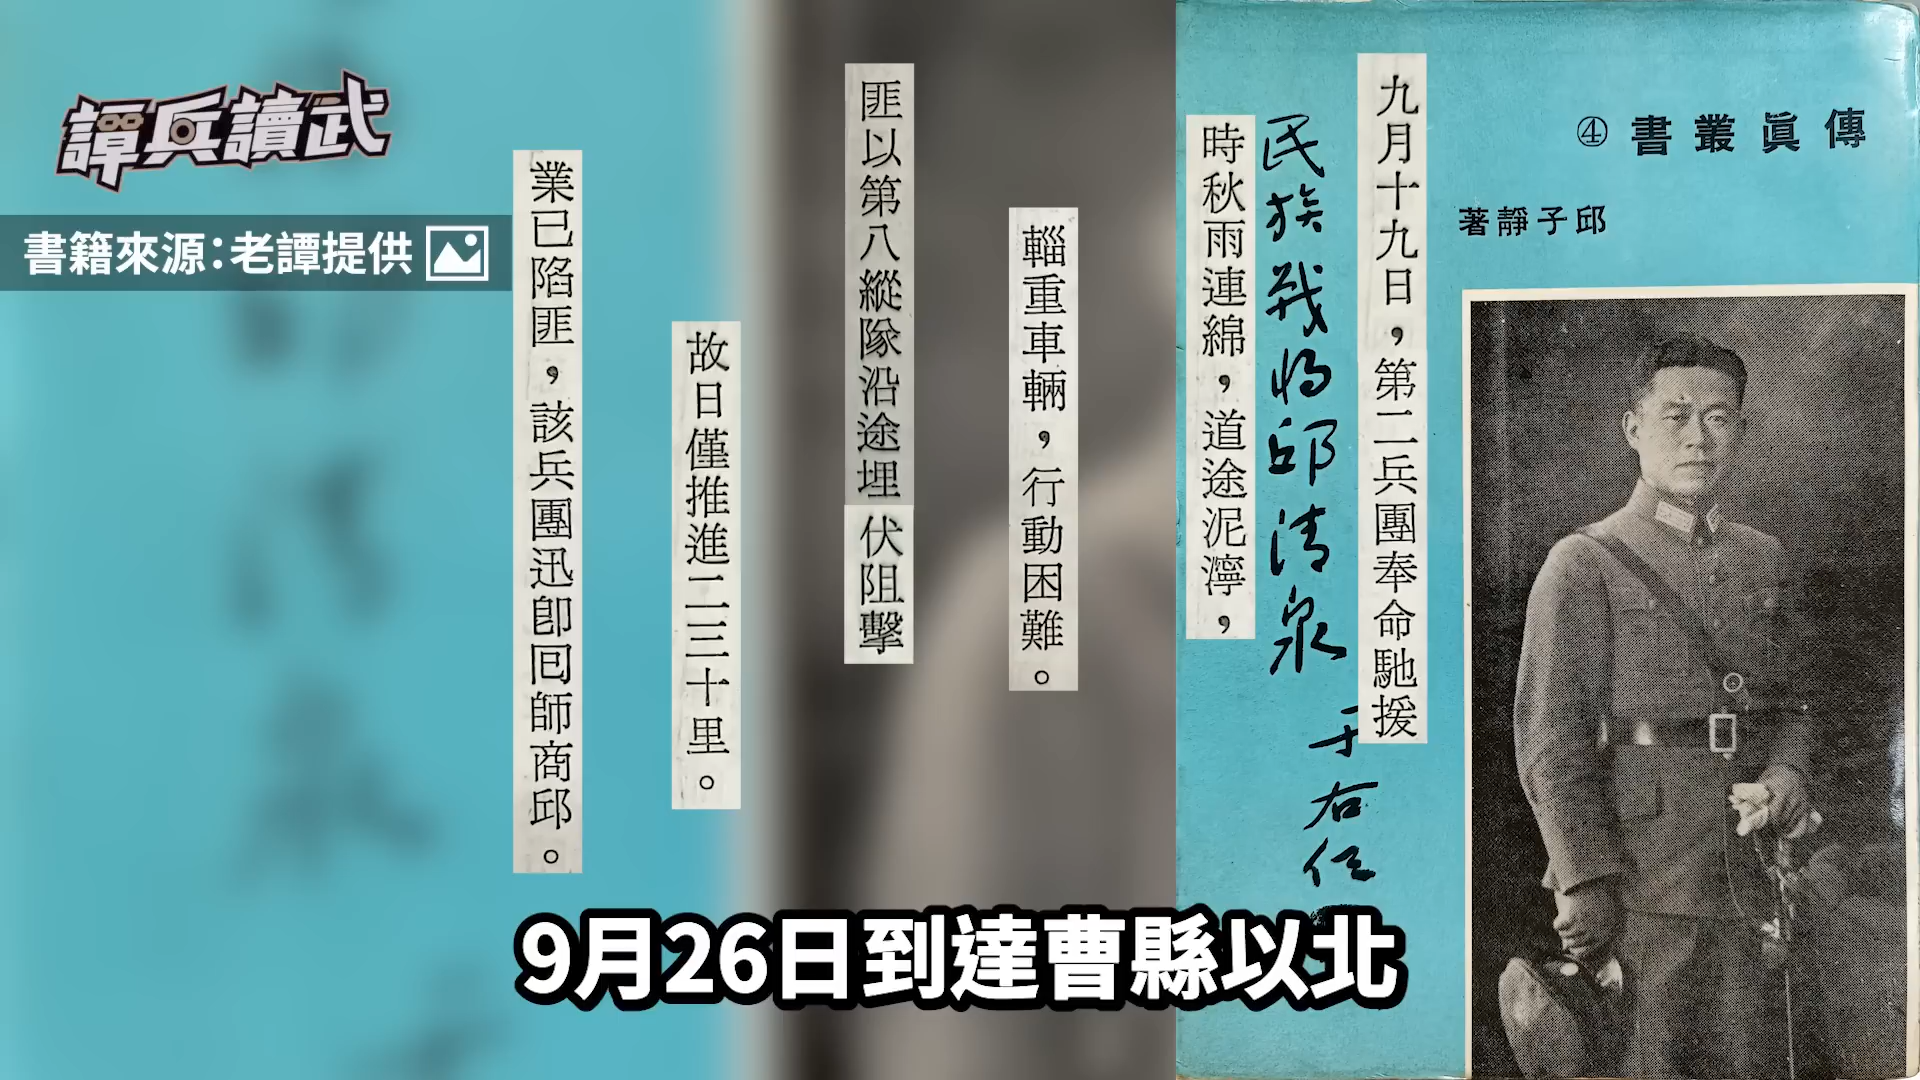 譚兵讀武
書籍來源：老譚提供
傳眞叢書④
邱子靜著
九月十九日，第二兵團奉命馳援
民族戰將邱清泉
于右任
時秋雨連綿，道途泥濘，
輜重車輛，行動困難。
匪以第八縱隊沿途埋伏阻擊
故日僅推進二三十里。
業已陷匪，該兵團迅卽囘師商邱。
9月26日到達曹縣以北